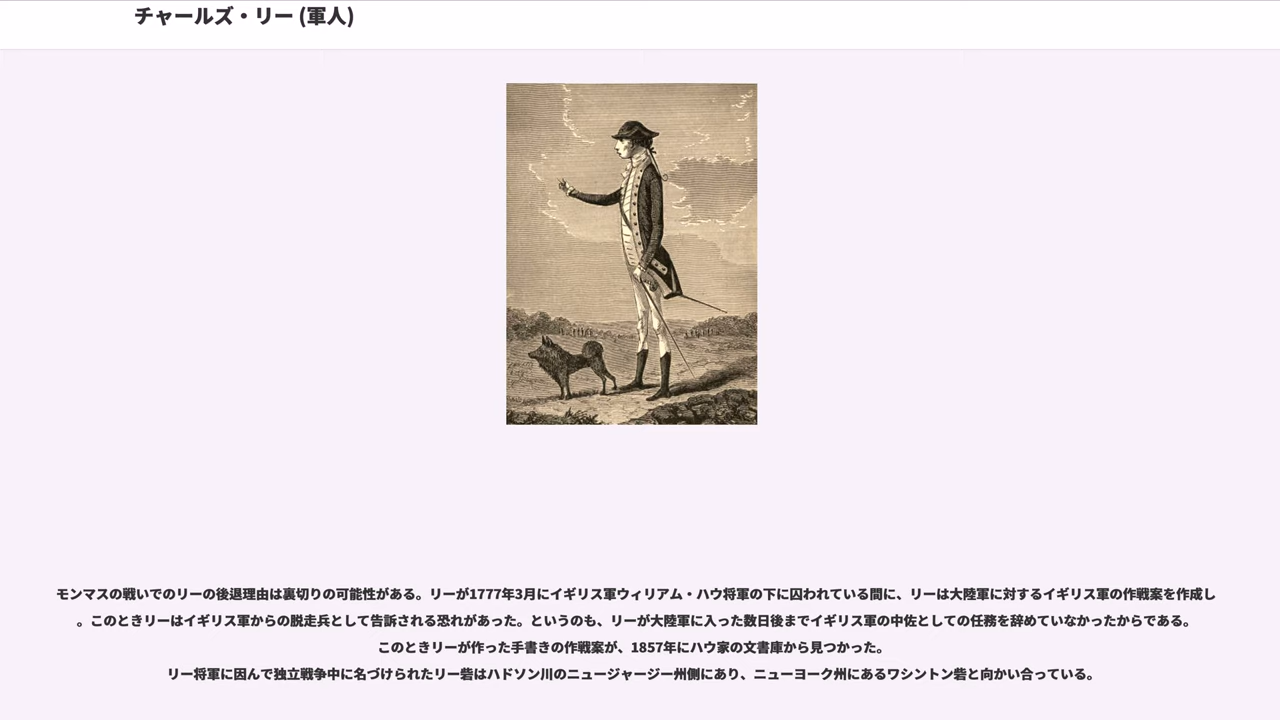 チャールズ・リー (軍人)
モンマスの戦いでのリーの後退理由は裏切りの可能性がある。リーが1777年3月にイギリス軍ウィリアム・ハウ将軍の下に囚われている間に、リーは大陸軍に対するイギリス軍の作戦案を作成し
。このときリーはイギリス軍からの脱走兵として告訴される恐れがあった。というのも、リーが大陸軍に入った数日後までイギリス軍の中佐としての任務を辞めていなかったからである。
このときリーが作った手書きの作戦案が、1857年にハウ家の文書庫から見つかった。
リー将軍に因んで独立戦争中に名づけられたリー砦はハドソン川のニュージャージー州側にあり、ニューヨーク州にあるワシントン砦と向かい合っている。